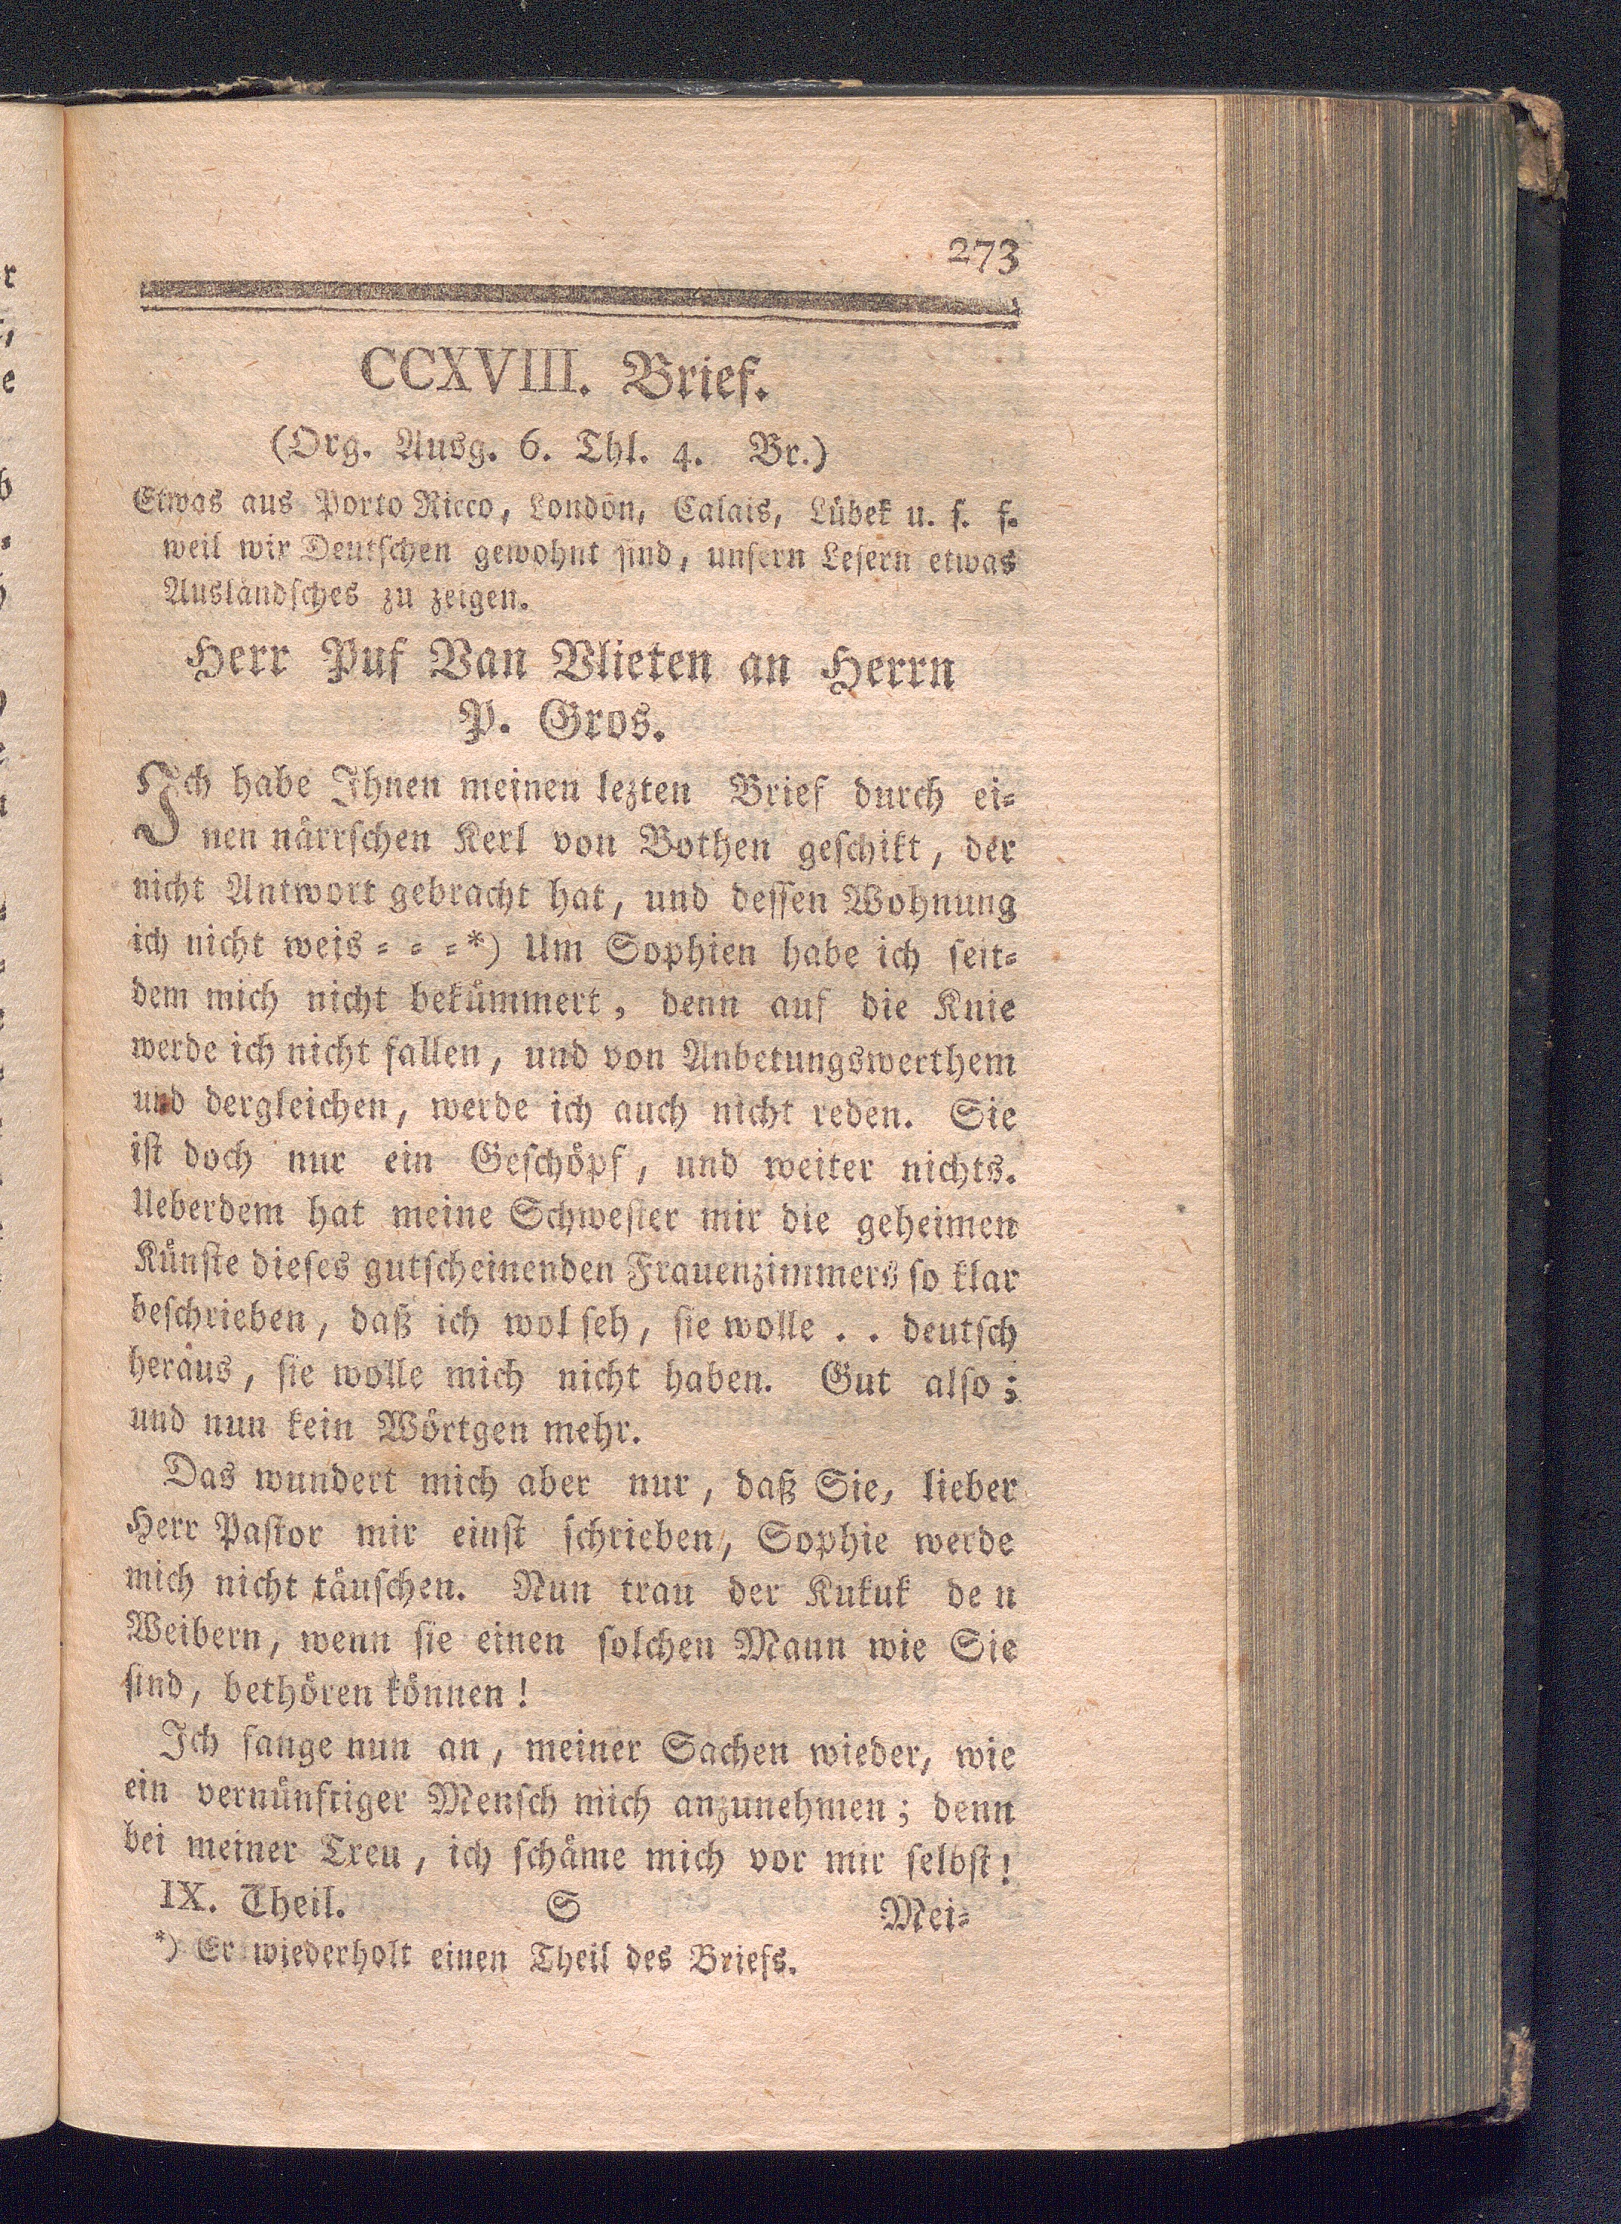 273
CCXVIII. Brief.
(Org. Ausg. 6. Thl. 4. Br.)
Etwas aus Porto Ricco, London, Calais, Lübek u. s. f.
weil wir Deutschen gewohnt sind, unsern Lesern etwas
Ausländsches zu zeigen.
Herr Puf Van Vlieten an Herrn
P. Gros.
Ich habe Ihnen meinen lezten Brief durch ei-
nen närrschen Kerl von Bothen geschikt, der
nicht Antwort gebracht hat, und dessen Wohnung
ich nicht weis - - -*) Um Sophien habe ich seit-
dem mich nicht bekümmert, denn auf die Knie
werde ich nicht fallen, und von Anbetungswerthem
und dergleichen, werde ich auch nicht reden. Sie
ist doch nur ein Geschöpf, und weiter nichts.
Ueberdem hat meine Schwester mir die geheimen
Künste dieses gutscheinenden Frauenzimmers so klar
beschrieben, daß ich wol seh, sie wolle . . deutsch
heraus, sie wolle mich nicht haben. Gut also;
und nun kein Wörtgen mehr.
Das wundert mich aber nur, daß Sie, lieber
Herr Pastor mir einst schrieben, Sophie werde
mich nicht täuschen. Nun trau der Kukuk den
Weibern, wenn sie einen solchen Mann wie Sie
sind, bethören können!
Ich fange nun an, meiner Sachen wieder, wie
ein vernünftiger Mensch mich anzunehmen; denn
bei meiner Treu, ich schäme mich vor mir selbst!
IX. Theil. S Mei-
*) Er wiederholt einen Theil des Briefs.